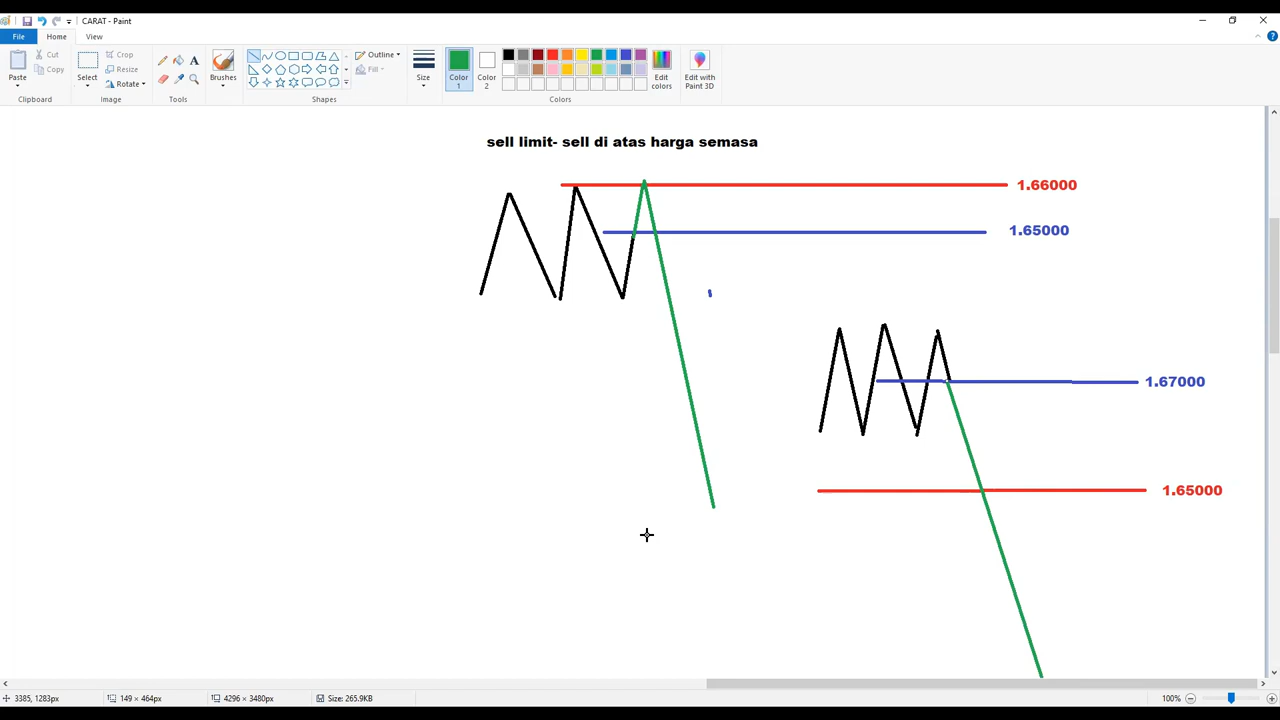 CARAT - Paint
File
Home
View
Paste
Cut
Copy
Clipboard
Select
Crop
Resize
Rotate
Image
Tools
Brushes
Shapes
Outline
Fill
Size
Color 1
Color 2
Edit colors
Colors
Edit with Paint 3D
sell limit- sell di atas harga semasa
1.66000
1.65000
1.67000
1.65000
3385, 1283px
149 × 464px
4296 × 3480px
Size: 265.9KB
100%